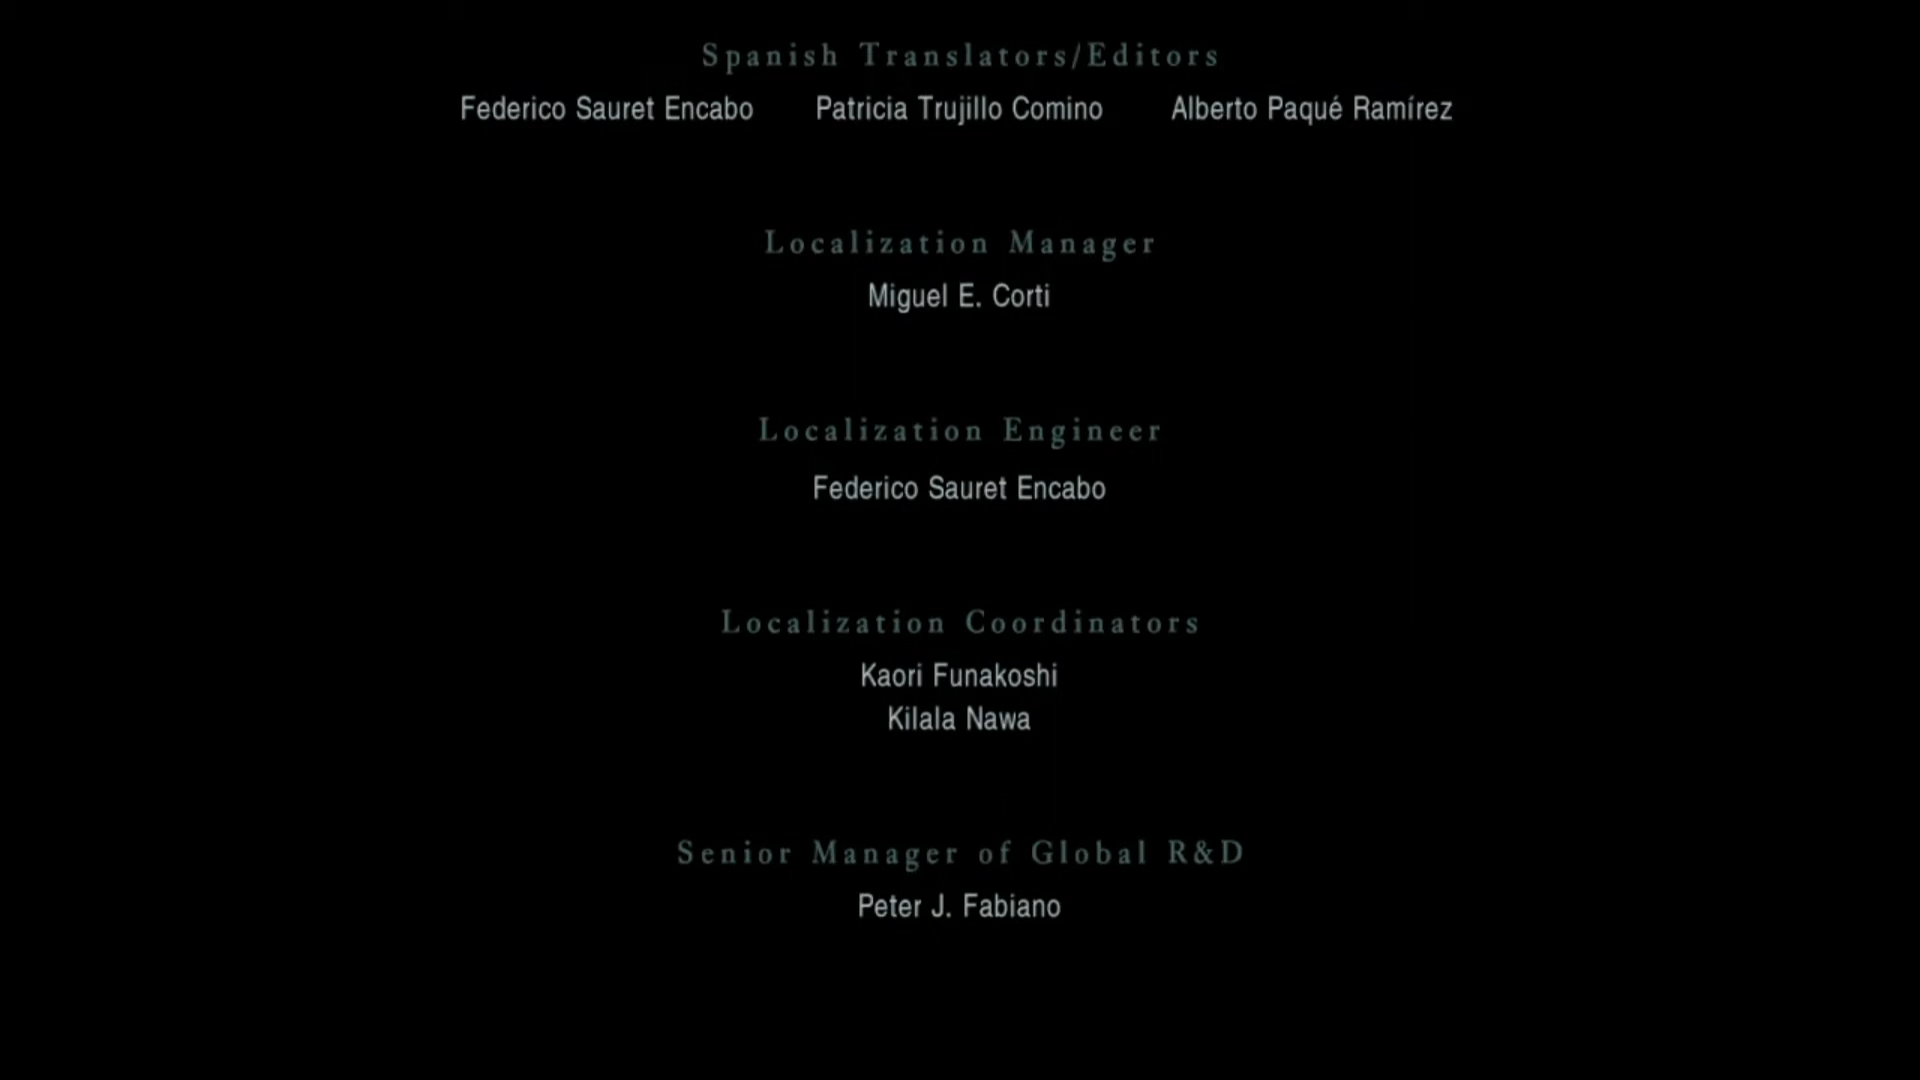 Spanish Translators/Editors
Federico Sauret Encabo Patricia Trujillo Comino Alberto Paqué Ramírez
Localization Manager
Miguel E. Corti
Localization Engineer
Federico Sauret Encabo
Localization Coordinators
Kaori Funakoshi
Kilala Nawa
Senior Manager of Global R&D
Peter J. Fabiano